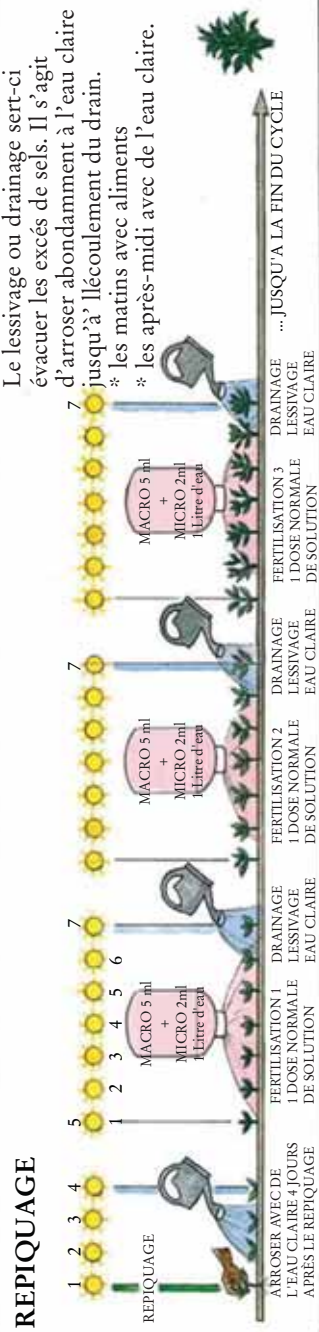 REPIQUAGE
Le lessivage ou drainage sert-ci
évacuer les excés de sels. Il s'agit
d'arroser abondamment à l'eau claire
jusqu'à' llécoulement du drain.
* les matins avec aliments
* les après-midi avec de l'eau claire.
1 2 3 4
5
1 2 3 4 5 6
7
7
7
REPIQUAGE
MACRO 5 ml
+
MICRO 2ml
1 Litre d'eau
MACRO 5 ml
+
MICRO 2ml
1 Litre d'eau
MACRO 5 ml
+
MICRO 2ml
1 Litre d'eau
ARROSER AVEC DE
L'EAU CLAIRE 4 JOURS
APRÈS LE REPIQUAGE
FERTILISATION 1
1 DOSE NORMALE
DE SOLUTION
DRAINAGE
LESSIVAGE
EAU CLAIRE
FERTILISATION 2
1 DOSE NORMALE
DE SOLUTION
DRAINAGE
LESSIVAGE
EAU CLAIRE
FERTILISATION 3
1 DOSE NORMALE
DE SOLUTION
DRAINAGE
LESSIVAGE
EAU CLAIRE
... JUSQU'A LA FIN DU CYCLE